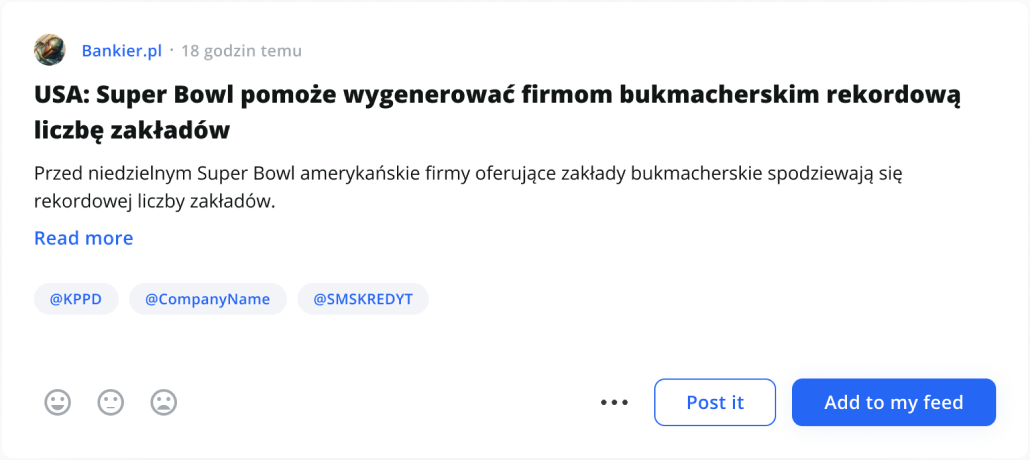 Bankier.pl · 18 godzin temu
USA: Super Bowl pomoże wygenerować firmom bukmacherskim rekordową
liczbę zakładów
Przed niedzielnym Super Bowl amerykańskie firmy oferujące zakłady bukmacherskie spodziewają się
rekordowej liczby zakładów.
Read more
@KPPD @CompanyName @SMSKREDYT
Post it Add to my feed